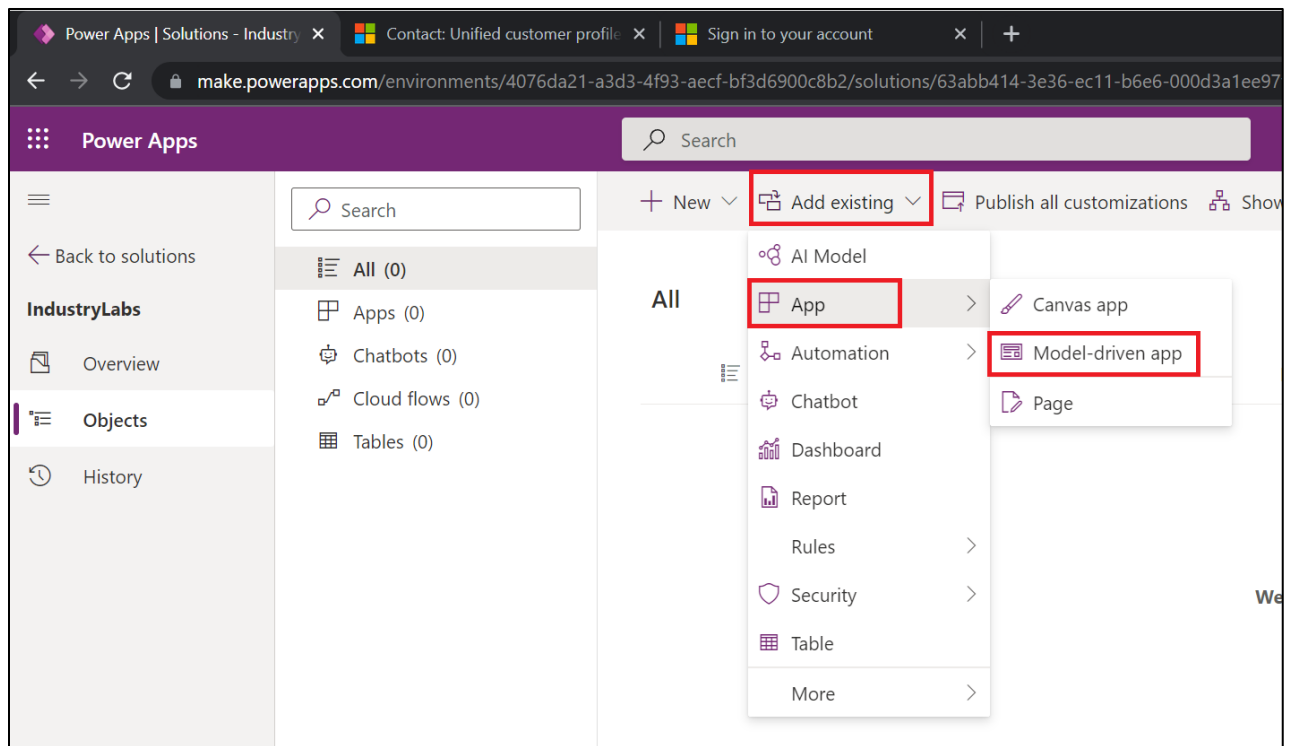 Power Apps | Solutions - Industry
Contact: Unified customer profile
Sign in to your account
make.powerapps.com/environments/4076da21-a3d3-4f93-aecf-bf3d6900c8b2/solutions/63abb414-3e36-ec11-b6e6-000d3a1ee97
Power Apps
Search
Search
New
Add existing
Publish all customizations
Show
Back to solutions
IndustryLabs
Overview
Objects
History
All (0)
Apps (0)
Chatbots (0)
Cloud flows (0)
Tables (0)
All
AI Model
App
Automation
Chatbot
Dashboard
Report
Rules
Security
Table
More
Canvas app
Model-driven app
Page
We